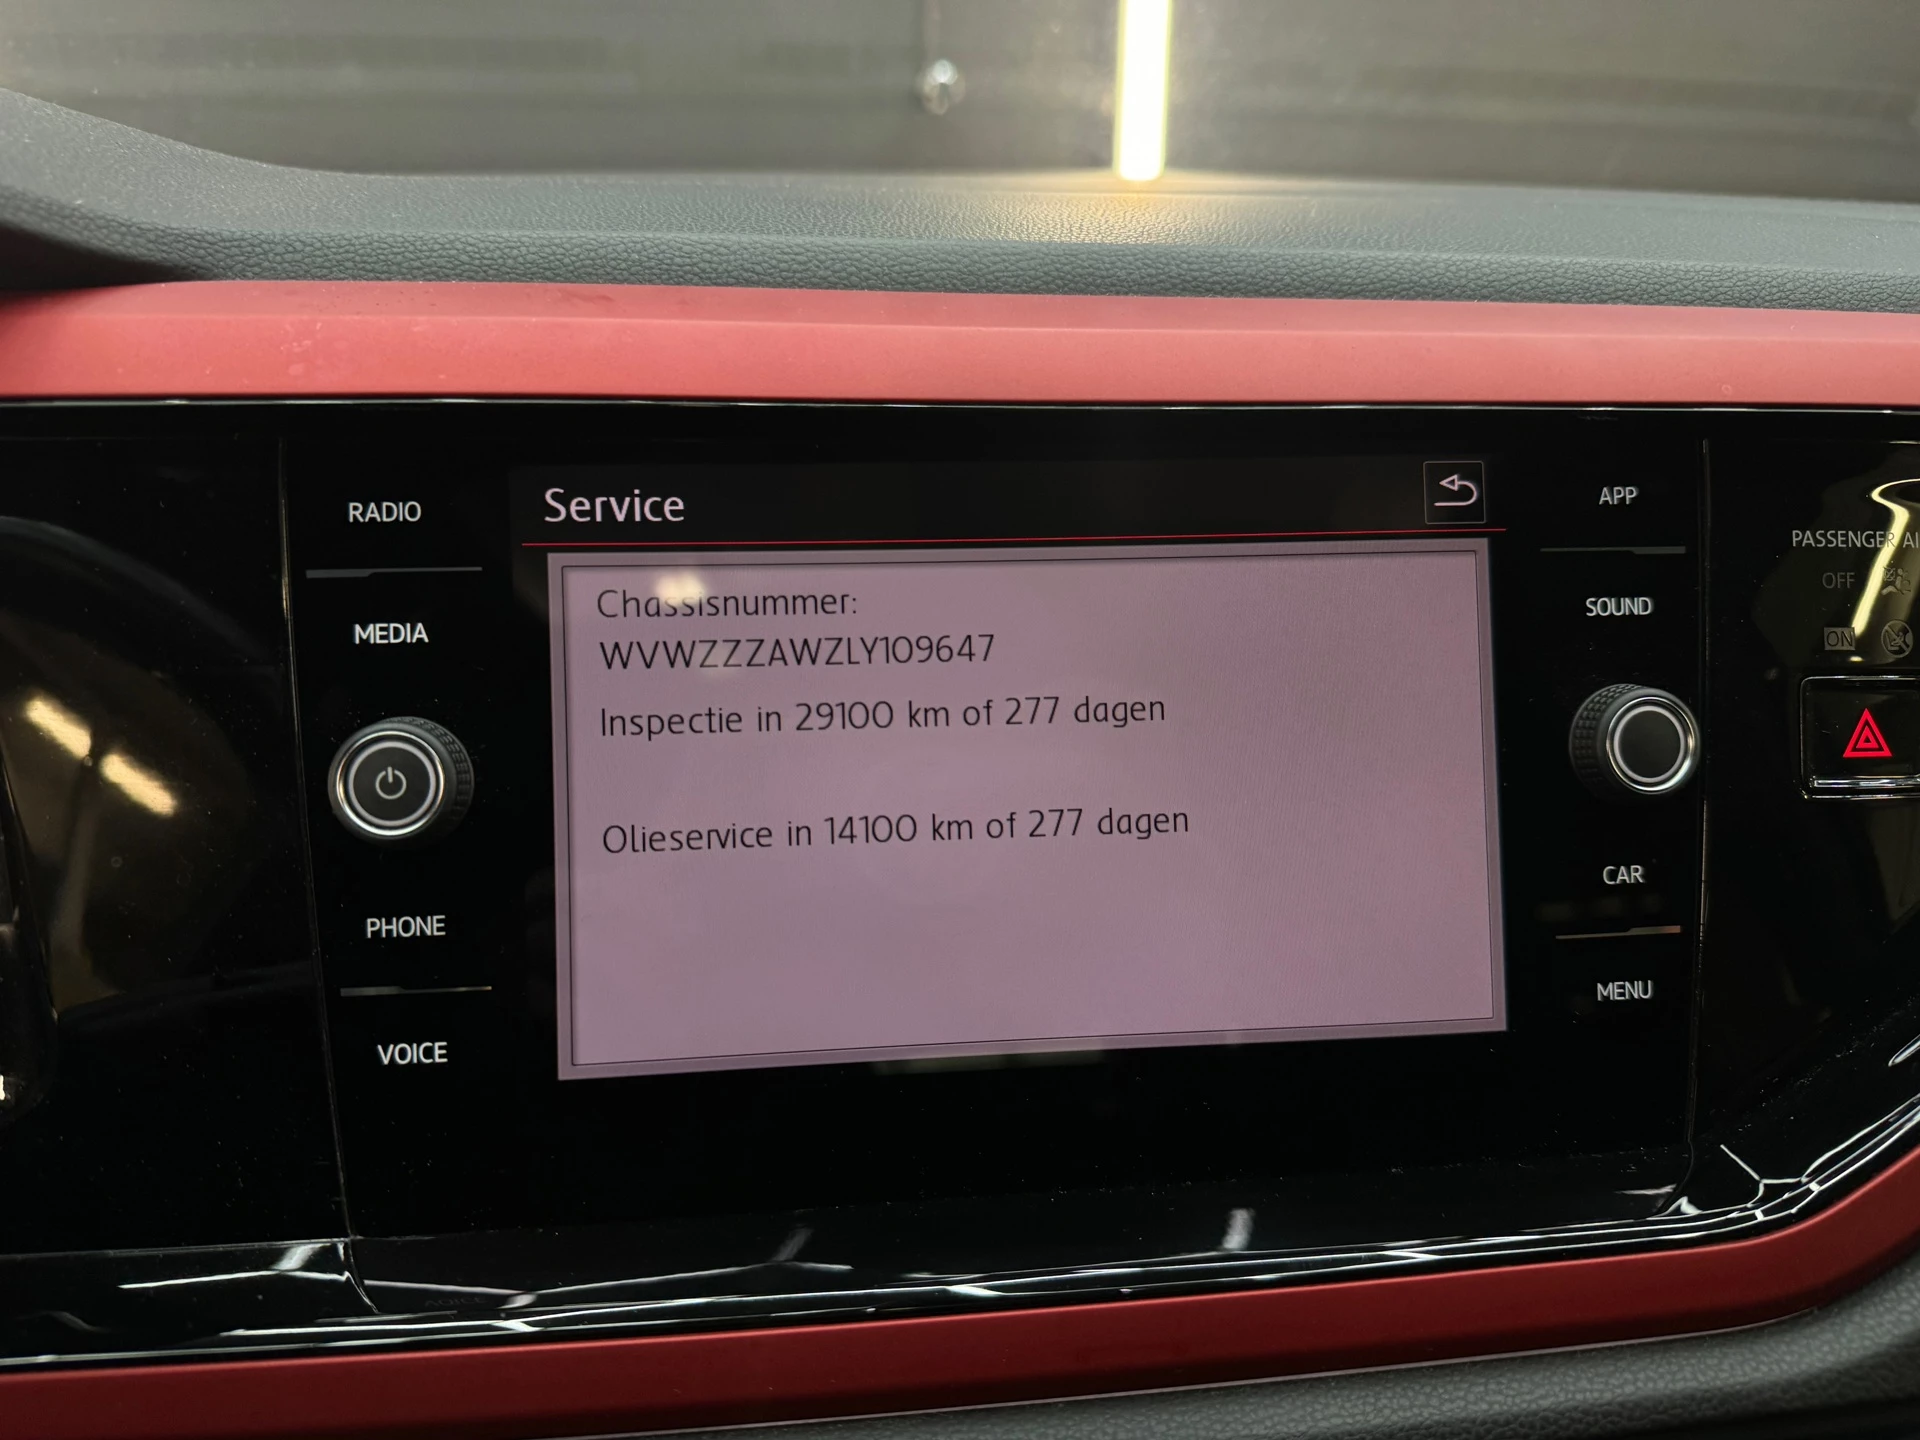 RADIO
MEDIA
PHONE
VOICE
Service
Chassisnummer:
WVWZZZAWZLY109647
Inspectie in 29100 km of 277 dagen
Olieservice in 14100 km of 277 dagen
APP
SOUND
CAR
MENU
PASSENGER
OFF
ON